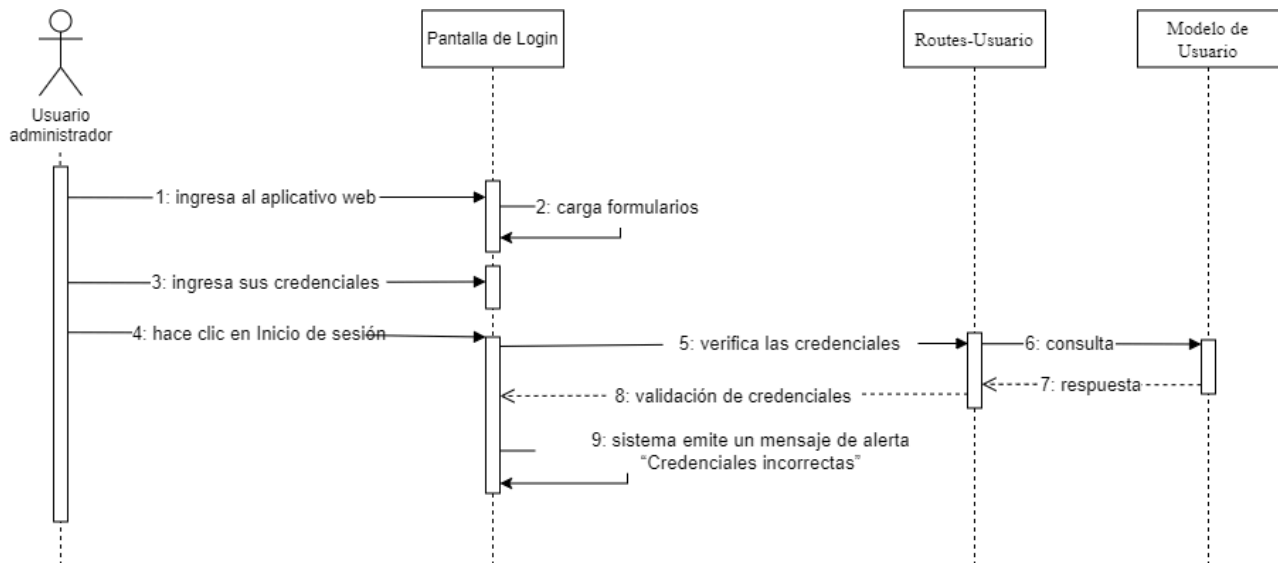 Pantalla de Login
Routes-Usuario
Modelo de
Usuario
Usuario
administrador
1: ingresa al aplicativo web
2: carga formularios
3: ingresa sus credenciales
4: hace clic en Inicio de sesión
5: verifica las credenciales
6: consulta
7: respuesta
8: validación de credenciales
9: sistema emite un mensaje de alerta
“Credenciales incorrectas”